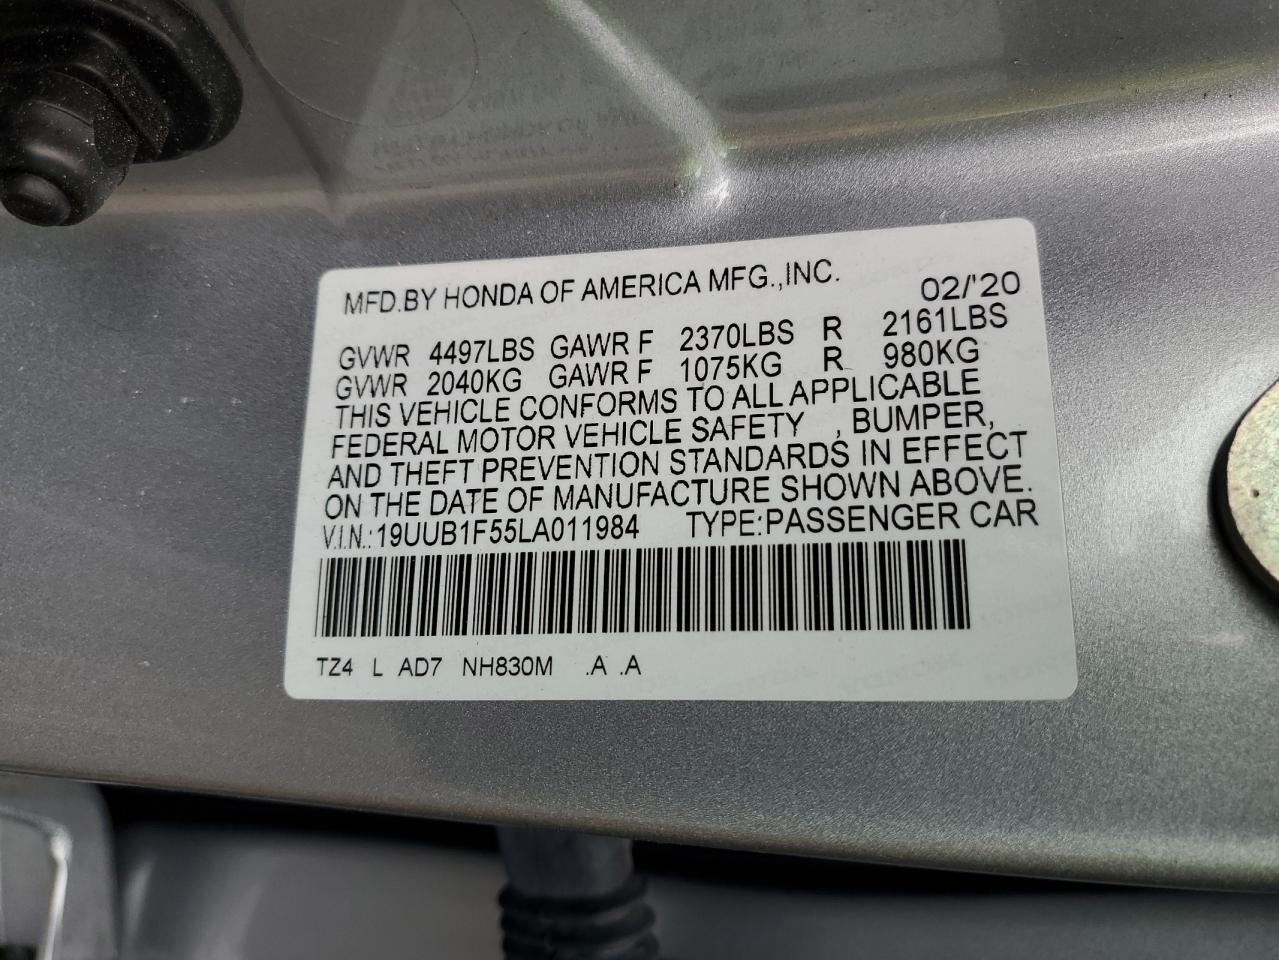 MFD.BY HONDA OF AMERICA MFG.,INC. 02/'20
GVWR 4497LBS GAWR F 2370LBS R 2161LBS
GVWR 2040KG GAWR F 1075KG R 980KG
THIS VEHICLE CONFORMS TO ALL APPLICABLE
FEDERAL MOTOR VEHICLE SAFETY , BUMPER,
AND THEFT PREVENTION STANDARDS IN EFFECT
ON THE DATE OF MANUFACTURE SHOWN ABOVE.
V.I.N.:19UUB1F55LA011984 TYPE:PASSENGER CAR
TZ4 L AD7 NH830M .A .A